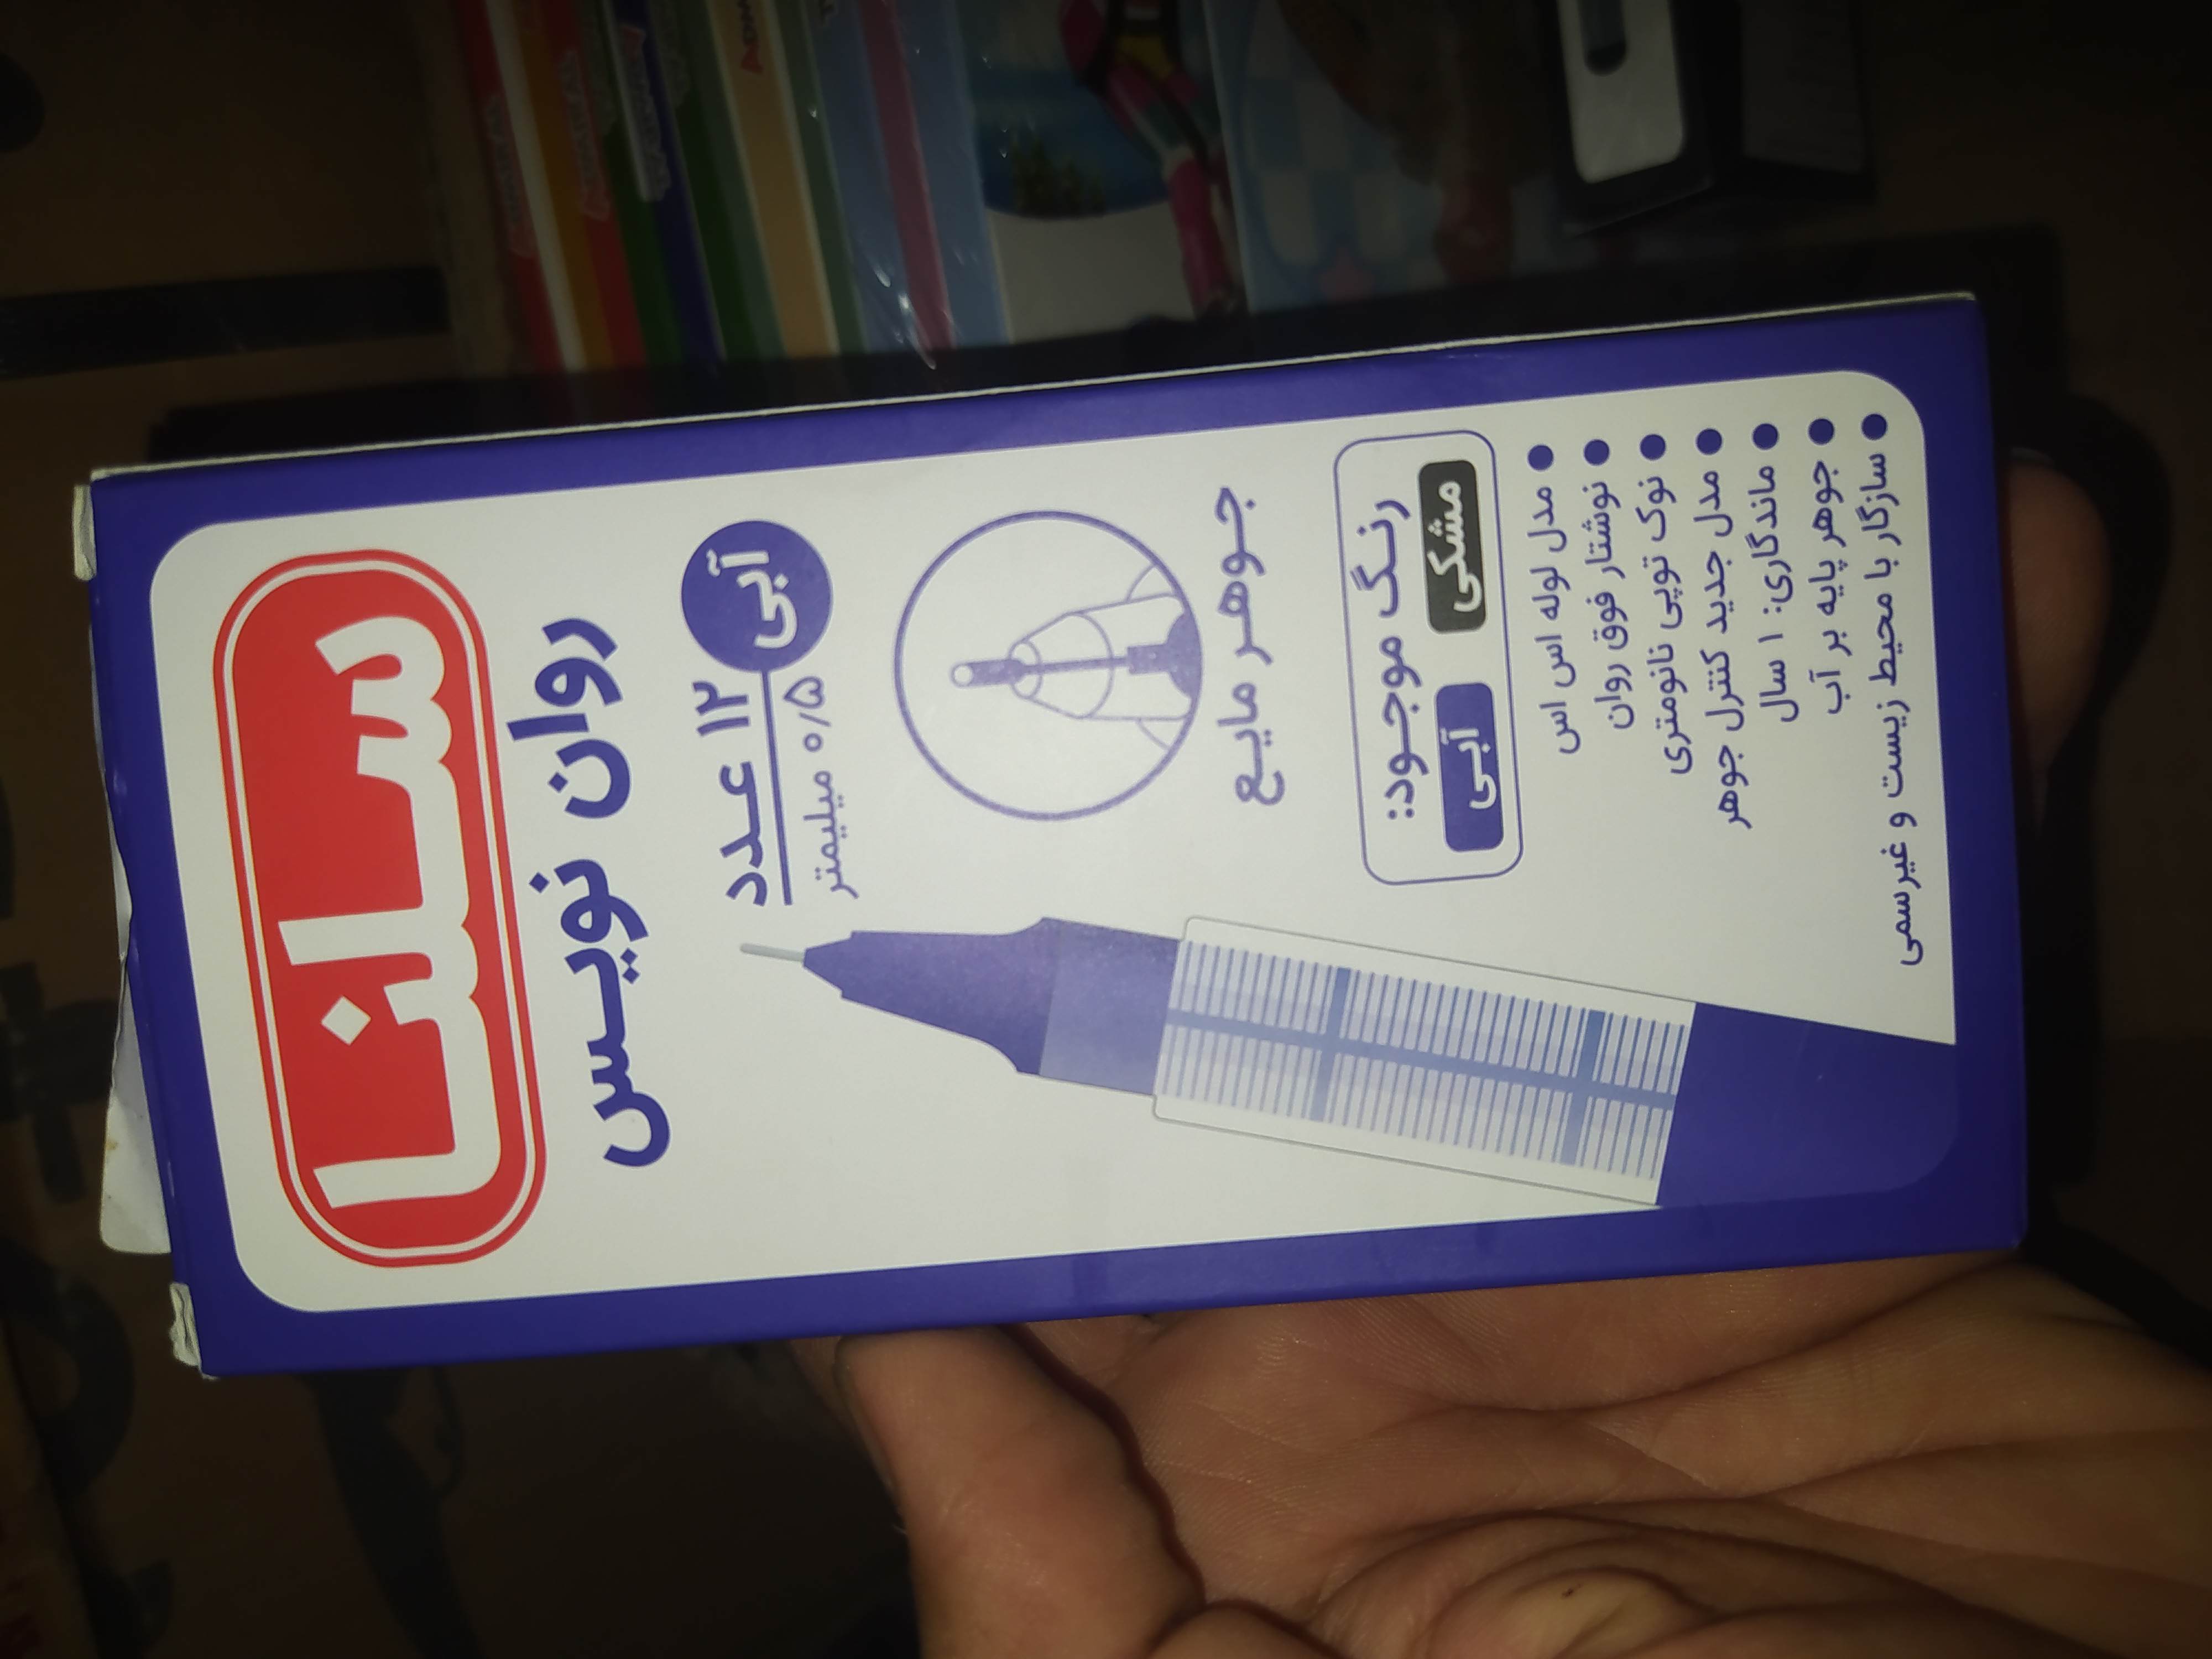 سلنا
روان نویس
۱۲ عدد
آبی
۰/۵ میلیمتر
جوهر مایع
رنگ موجود:
مشکی
آبی
مدل لوله اس اس
نوشتار فوق روان
نوک توپی نانومتری
مدل جدید کنترل جوهر
ماندگاری: ۱ سال
جوهر پایه بر آب
سازگار با محیط زیست و غیرسمی